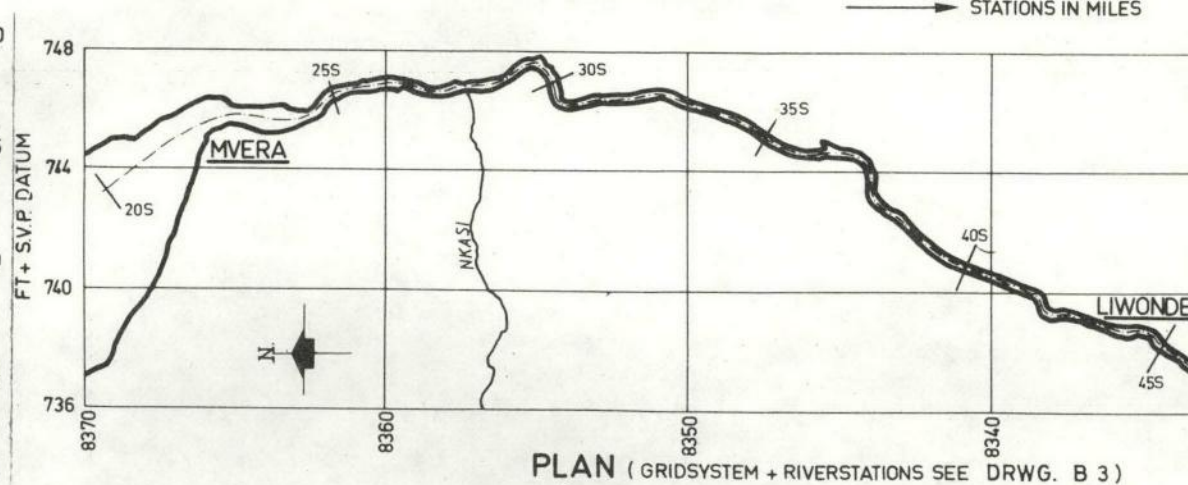 STATIONS IN MILES
FT + S.V.P. DATUM
748
744
740
736
20S
MVERA
25S
NKASI
30S
35S
40S
LIWONDE
45S
N.
8370
8360
8350
8340
PLAN ( GRIDSYSTEM + RIVERSTATIONS SEE DRWG. B 3 )